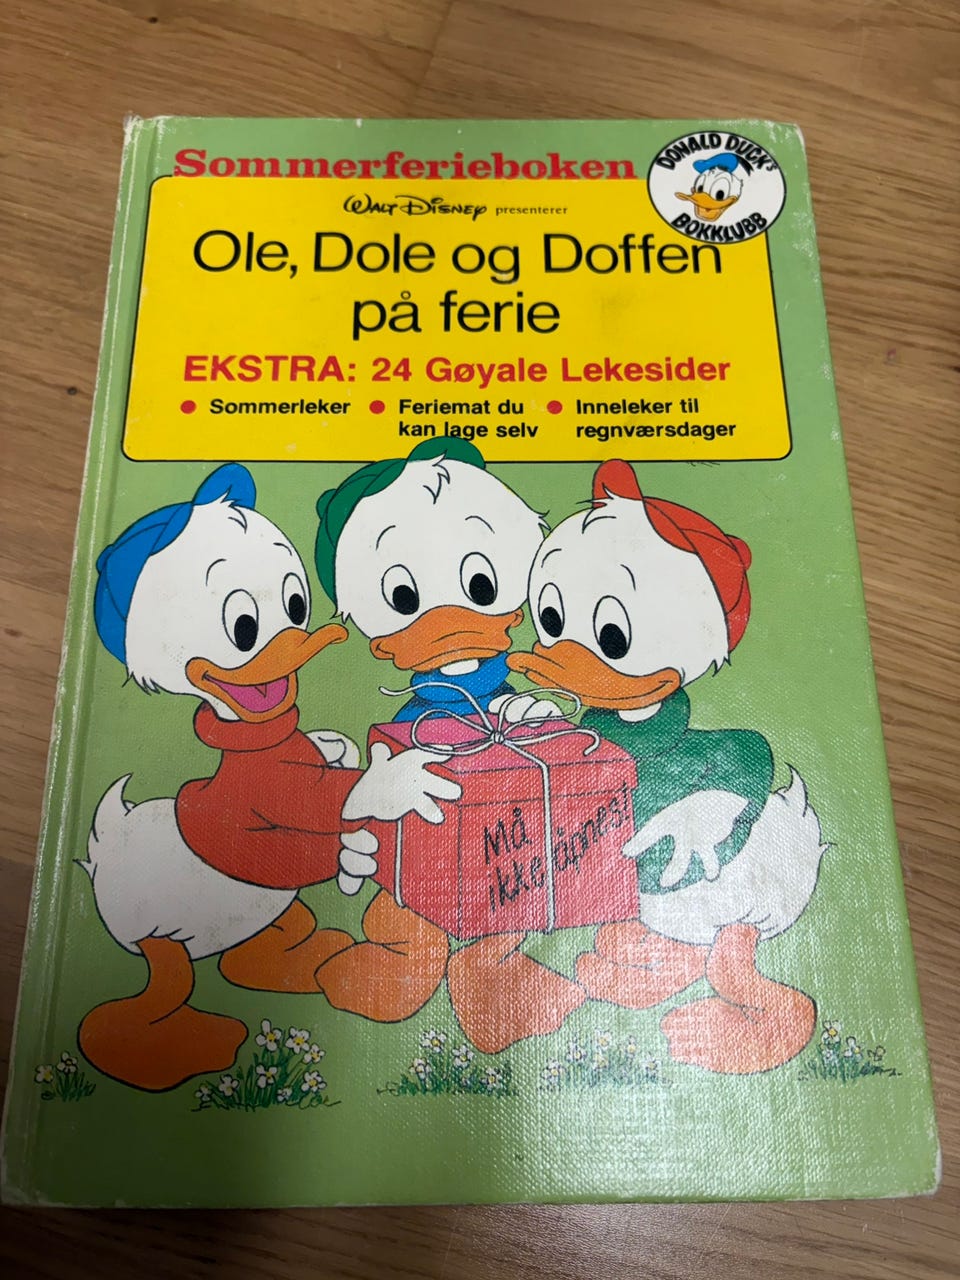 Sommerferieboken
DONALD DUCK's
BOKKLUBB
WALT DISNEY presenterer
Ole, Dole og Doffen
på ferie
EKSTRA: 24 Gøyale Lekesider
• Sommerleker
• Feriemat du
kan lage selv
• Inneleker til
regnværsdager
Må
ikke åpnes!